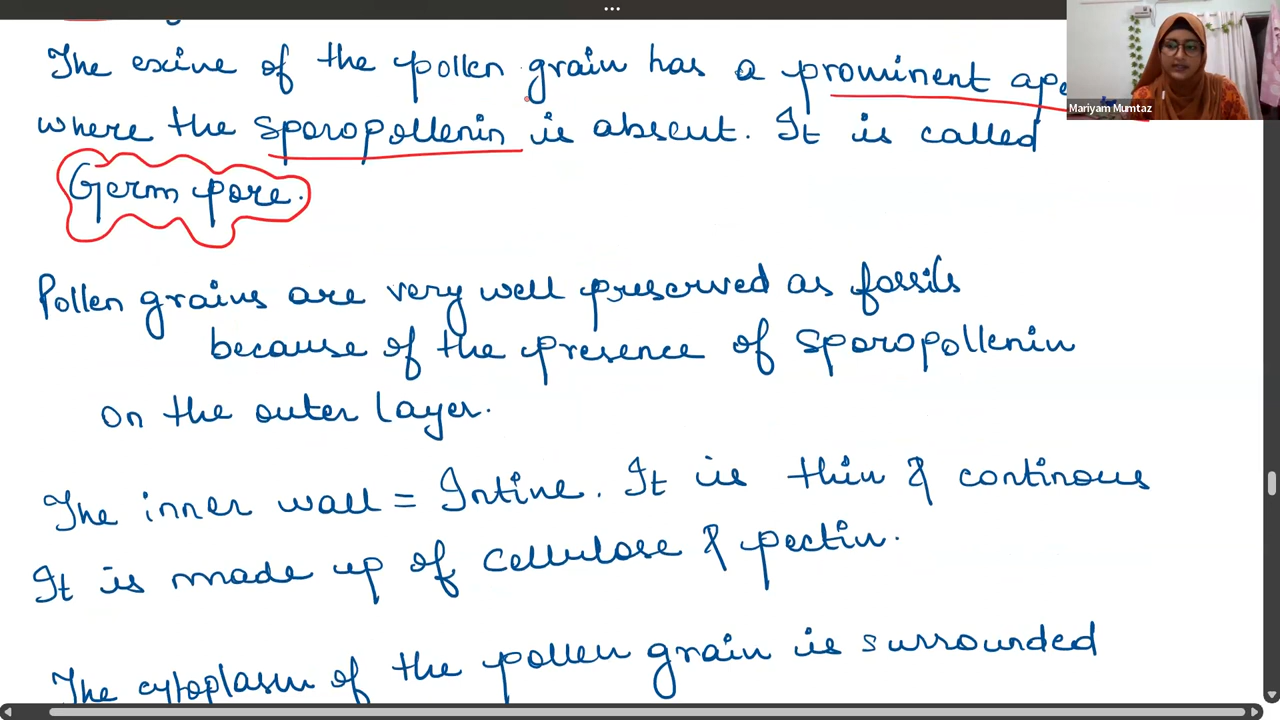 The exine of the pollen grain has a prominent ape
Mariyam Mumtaz
where the sporopollenin is absent. It is called
Germ pore.
Pollen grains are very well preserved as fossils
because of the presence of sporopollenin
on the outer layer.
The inner wall = Intine. It is thin & continous
It is made up of cellulose & pectin.
The cytoplasm of the pollen grain is surrounded